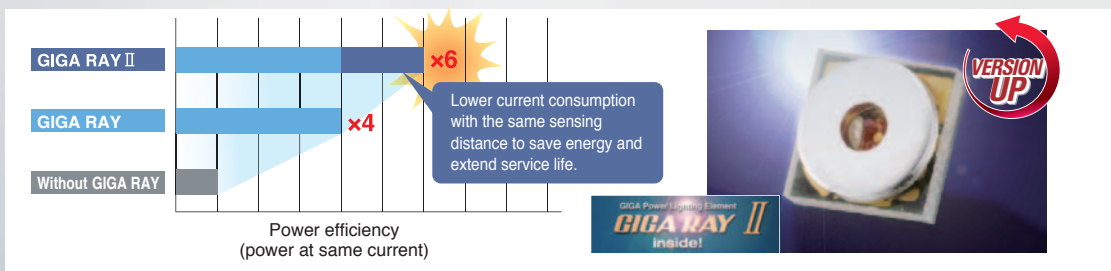 GIGA RAY II
×6
GIGA RAY
×4
Without GIGA RAY
Lower current consumption
with the same sensing
distance to save energy and
extend service life.
Power efficiency
(power at same current)
VERSION
UP
GIGA Power Lighting Element
GIGA RAY II
inside!